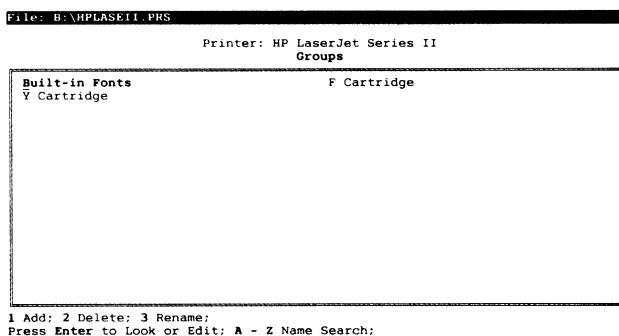 File: B:\HPLASEII.PRS
Printer: HP LaserJet Series II
Groups
Built-in Fonts F Cartridge
Y Cartridge
1 Add; 2 Delete; 3 Rename;
Press Enter to Look or Edit; A - Z Name Search;